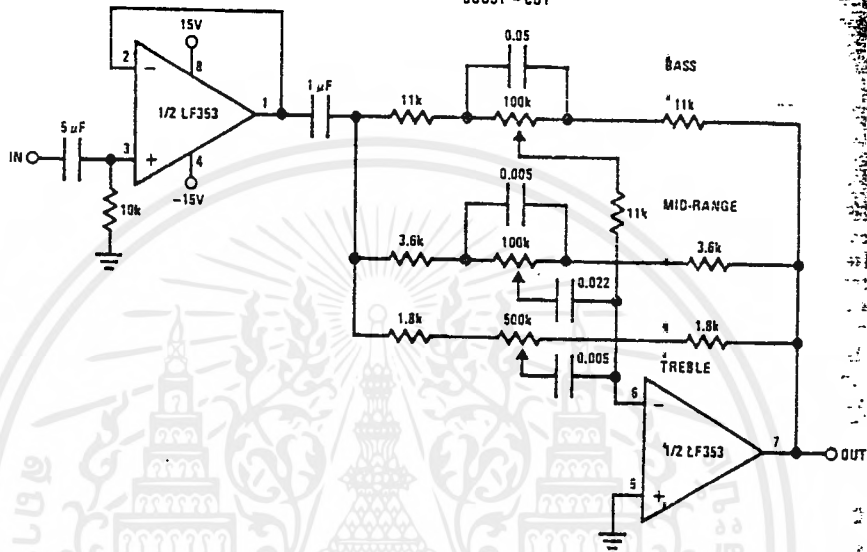 15V
0.05
BASS
2
−
8
1/2 LF353
1
1 μF
11k
100k
11k
5 μF
IN
3
+
4
−15V
10k
0.005
11k
MID-RANGE
3.6k
100k
3.6k
0.022
1.8k
500k
1.8k
0.005
TREBLE
6
−
1/2 LF353
7
OUT
5
+